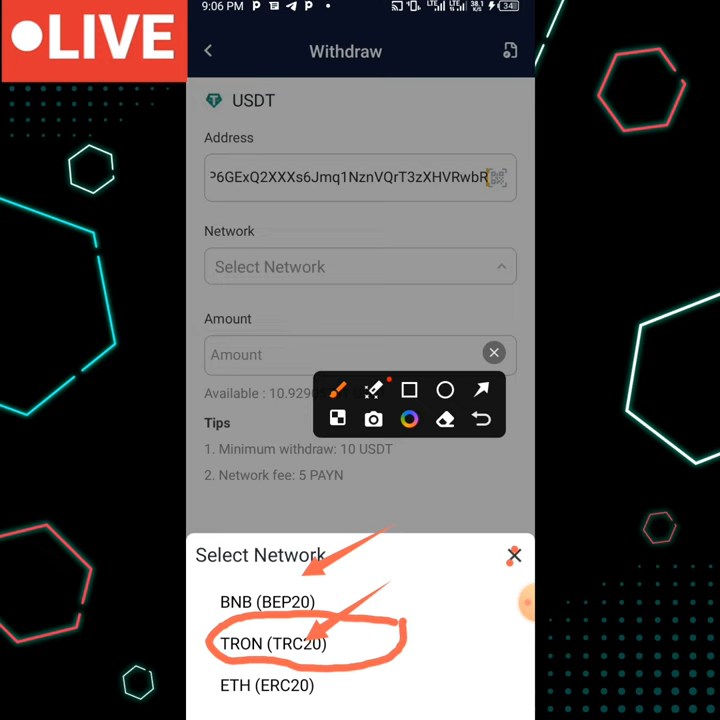 LIVE
9:06 PM
34
Withdraw
USDT
Address
P6GExQ2XXXs6Jmq1NznVQrT3zXHVRwbR
Network
Select Network
Amount
Amount
Available : 10.929
Tips
1. Minimum withdraw: 10 USDT
2. Network fee: 5 PAYN
Select Network
BNB (BEP20)
TRON (TRC20)
ETH (ERC20)